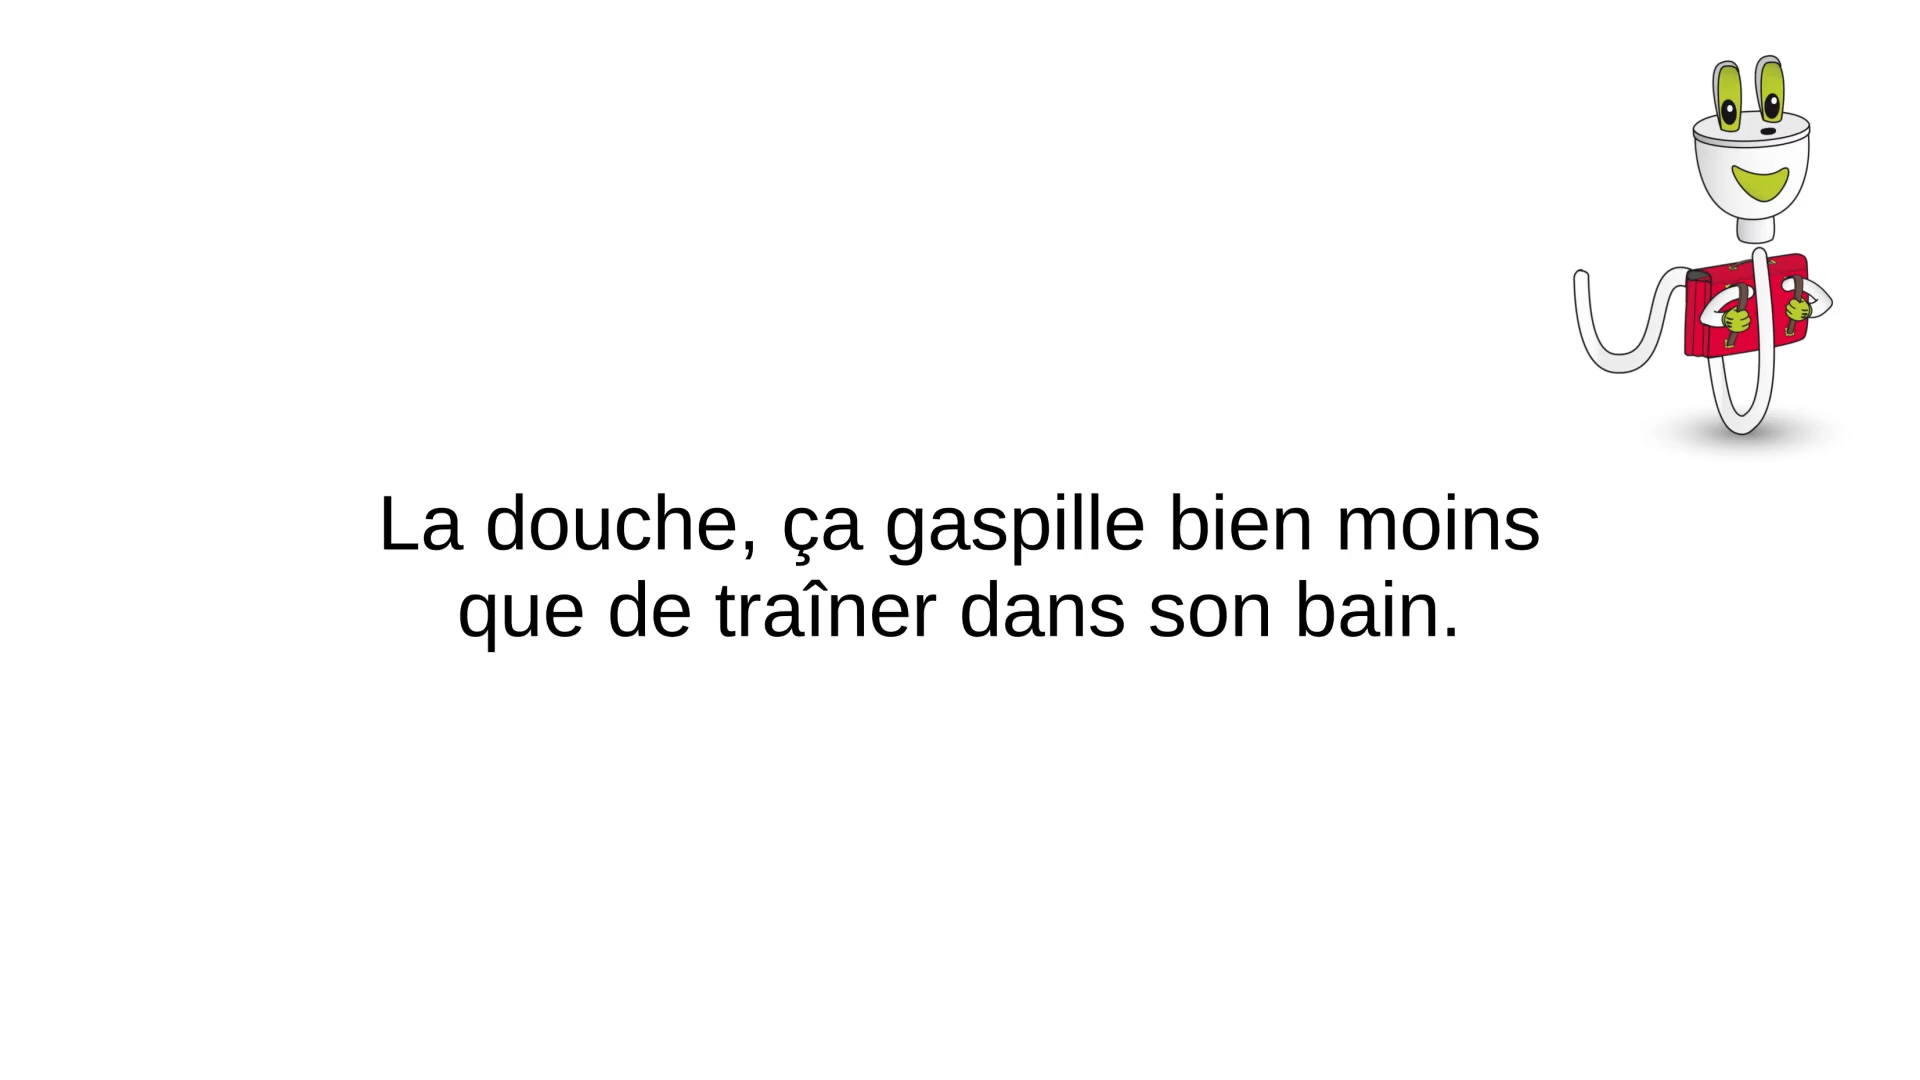 La douche, ça gaspille bien moins
que de traîner dans son bain.